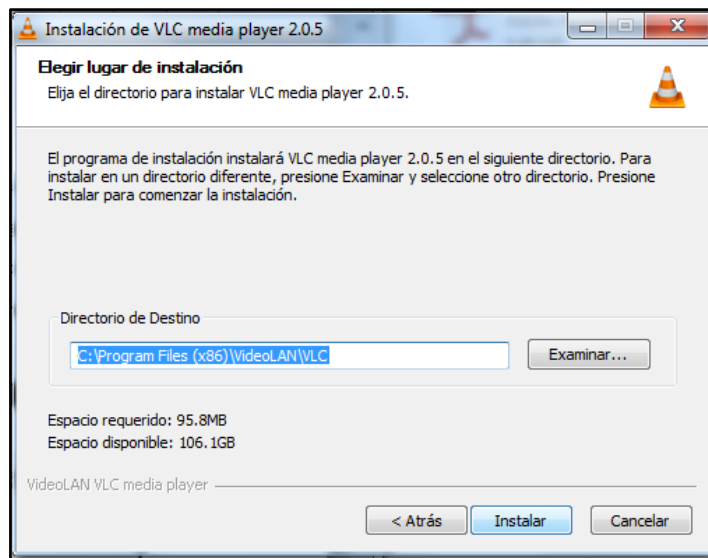 Instalación de VLC media player 2.0.5
Elegir lugar de instalación
Elija el directorio para instalar VLC media player 2.0.5.
El programa de instalación instalará VLC media player 2.0.5 en el siguiente directorio. Para
instalar en un directorio diferente, presione Examinar y seleccione otro directorio. Presione
Instalar para comenzar la instalación.
Directorio de Destino
C:\Program Files (x86)\VideoLAN\VLC
Examinar...
Espacio requerido: 95.8MB
Espacio disponible: 106.1GB
VideoLAN VLC media player
< Atrás
Instalar
Cancelar